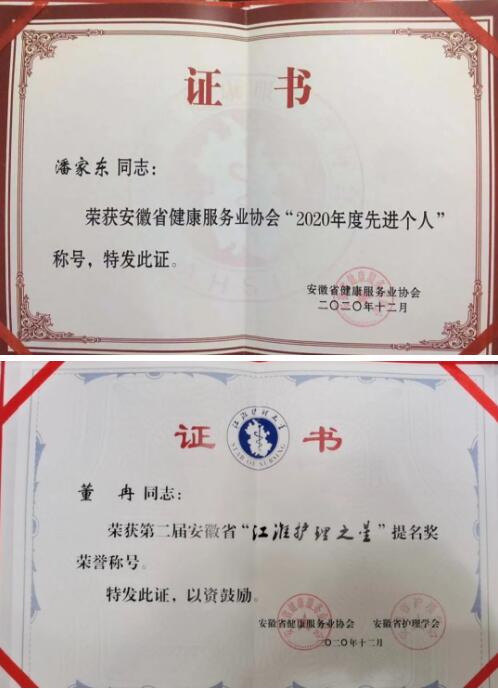 证书
潘家东同志：
荣获安徽省健康服务业协会“2020年度先进个人”
称号，特发此证。
安徽省健康服务业协会
二〇二〇年十二月
证书
江淮护理之星
STAR OF NURSING
董冉同志：
荣获第二届安徽省“江淮护理之星”提名奖
荣誉称号。
特发此证，以资鼓励。
安徽省健康服务业协会 安徽省护理学会
二〇二〇年十二月